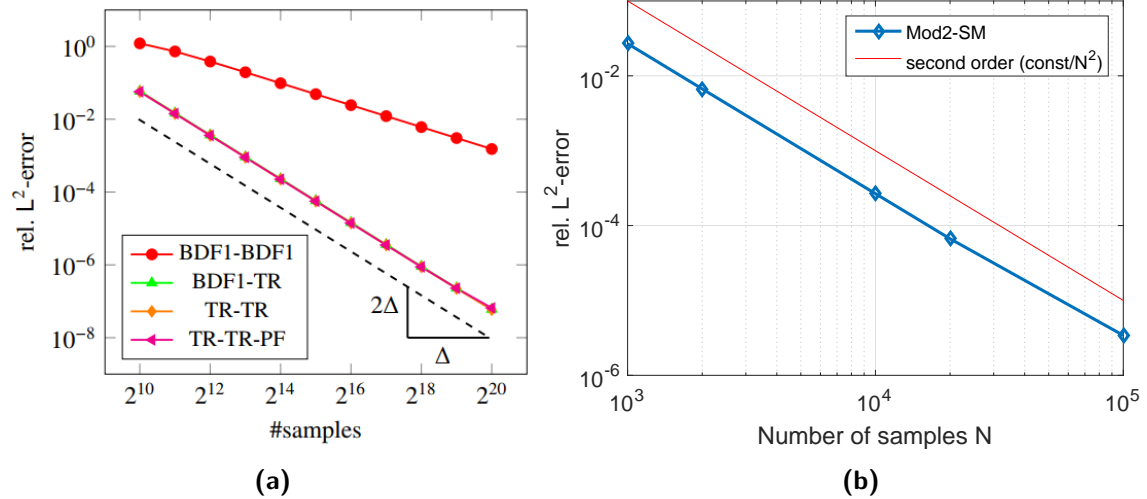 10^0
10^-2
10^-4
10^-6
10^-8
rel. L^2-error
BDF1-BDF1
BDF1-TR
TR-TR
TR-TR-PF
2Δ
Δ
2^10 2^12 2^14 2^16 2^18 2^20
#samples
(a)
Mod2-SM
second order (const/N^2)
10^-2
10^-4
10^-6
rel. L^2-error
10^3 10^4 10^5
Number of samples N
(b)